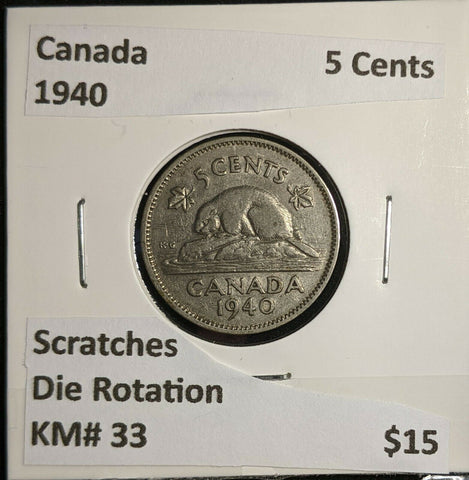 Canada 5 Cents
1940
5 CENTS
KG
CANADA
1940
Scratches
Die Rotation
KM# 33 $15